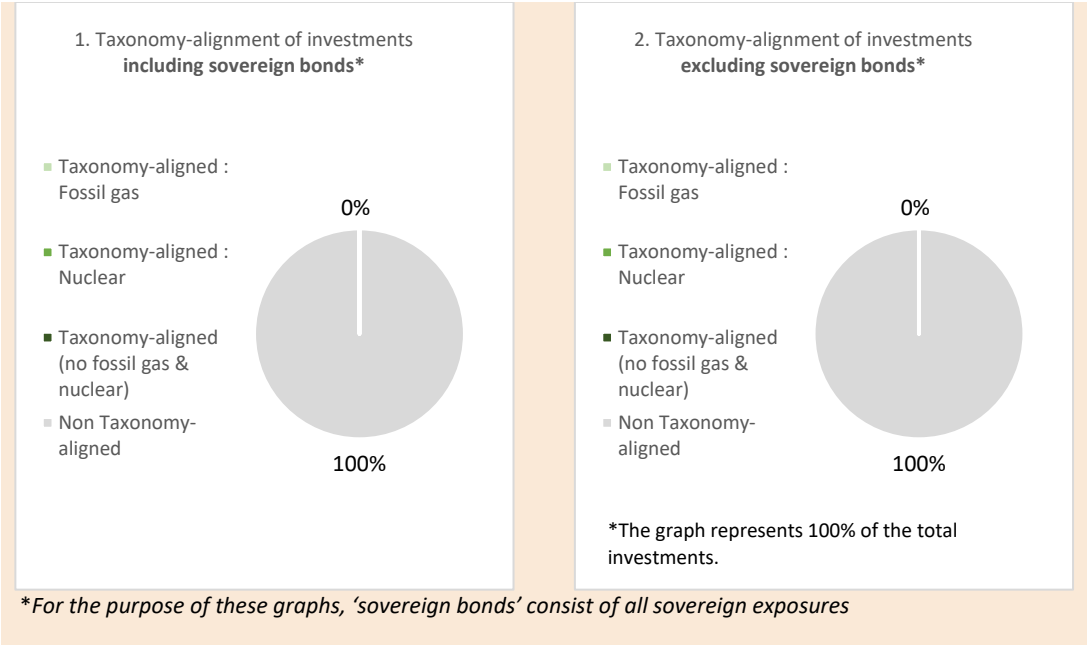 1. Taxonomy-alignment of investments
including sovereign bonds*
Taxonomy-aligned :
Fossil gas
Taxonomy-aligned :
Nuclear
Taxonomy-aligned
(no fossil gas &
nuclear)
Non Taxonomy-
aligned
0%
100%
2. Taxonomy-alignment of investments
excluding sovereign bonds*
Taxonomy-aligned :
Fossil gas
Taxonomy-aligned :
Nuclear
Taxonomy-aligned
(no fossil gas &
nuclear)
Non Taxonomy-
aligned
0%
100%
*The graph represents 100% of the total
investments.
*For the purpose of these graphs, ‘sovereign bonds’ consist of all sovereign exposures